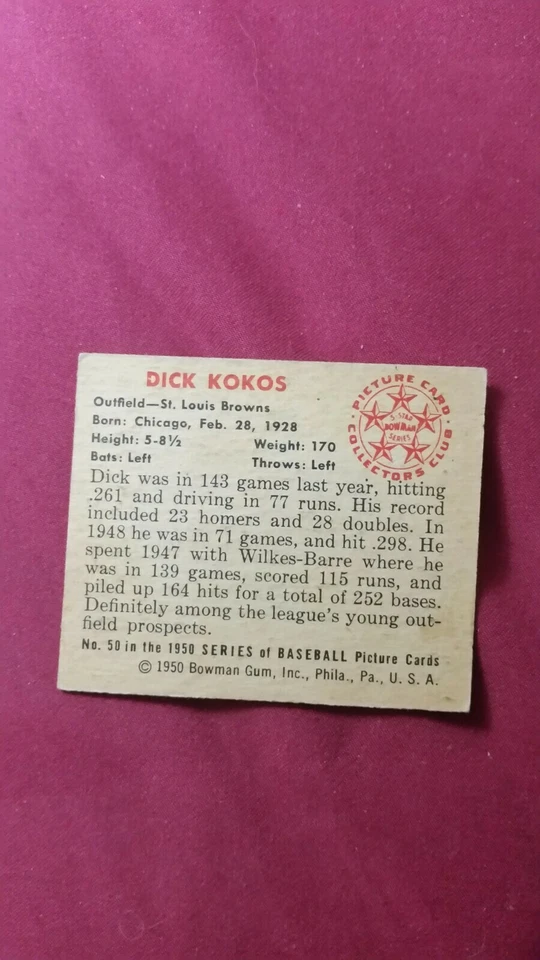 DICK KOKOS
Outfield—St. Louis Browns
Born: Chicago, Feb. 28, 1928
Height: 5-8½ Weight: 170
Bats: Left Throws: Left
Dick was in 143 games last year, hitting
.261 and driving in 77 runs. His record
included 23 homers and 28 doubles. In
1948 he was in 71 games, and hit .298. He
spent 1947 with Wilkes-Barre where he
was in 139 games, scored 115 runs, and
piled up 164 hits for a total of 252 bases.
Definitely among the league's young out-
field prospects.
No. 50 in the 1950 SERIES of BASEBALL Picture Cards
© 1950 Bowman Gum, Inc., Phila., Pa., U. S. A.
PICTURE CARD
COLLECTORS CLUB
5-STAR
BOWMAN
SERIES